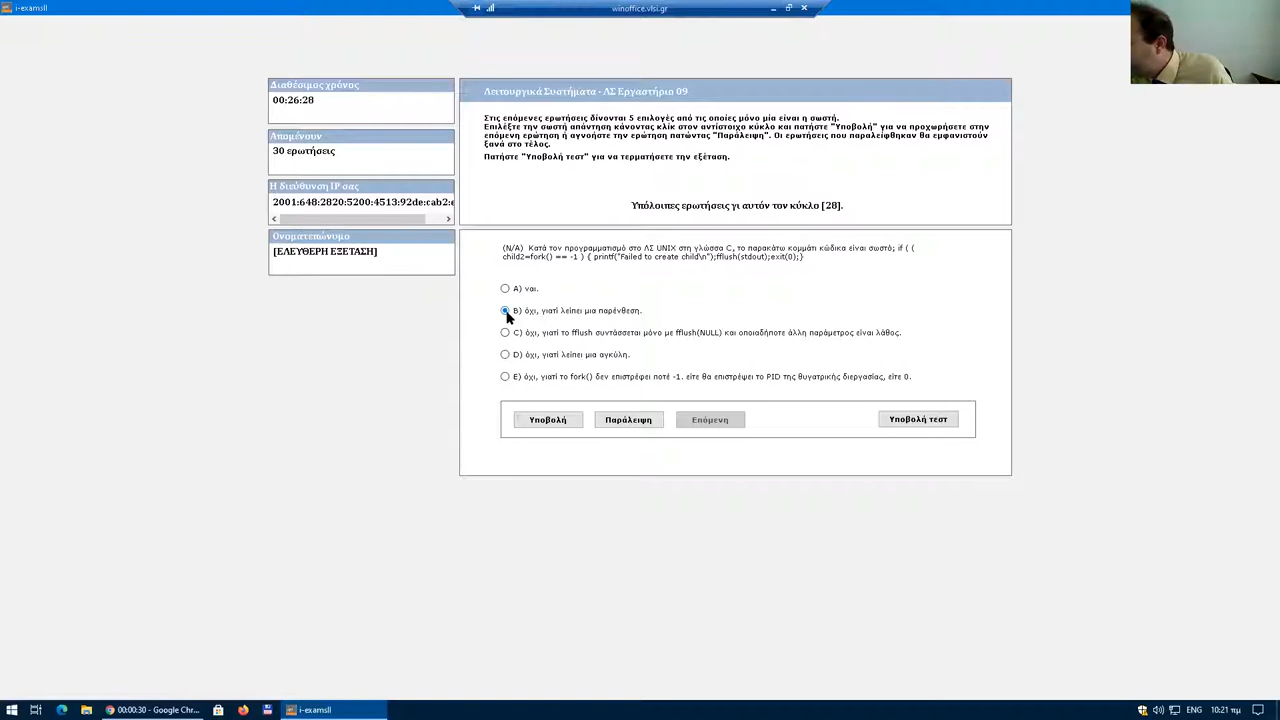 i-examsll
winoffice.vlsi.gr
Διαθέσιμος χρόνος
00:26:28
Απομένουν
30 ερωτήσεις
Η διεύθυνση IP σας
2001:648:2820:5200:4513:92de:cab2:
Ονοματεπώνυμο
[ΕΛΕΥΘΕΡΗ ΕΞΕΤΑΣΗ]
Λειτουργικά Συστήματα - ΛΣ Εργαστήριο 09
Στις επόμενες ερωτήσεις δίνονται 5 επιλογές από τις οποίες μόνο μία είναι η σωστή.
Επιλέξτε την σωστή απάντηση κάνοντας κλίκ στον αντίστοιχο κύκλο και πατήστε "Υποβολή" για να προχωρήσετε στην
επόμενη ερώτηση ή αγνοήστε την ερώτηση πατώντας "Παράλειψη". Οι ερωτήσεις που παραλείφθηκαν θα εμφανιστούν
ξανά στο τέλος.
Πατήστε "Υποβολή τεστ" για να τερματήσετε την εξέταση.
Υπόλοιπες ερωτήσεις γι αυτόν τον κύκλο [28].
(N/A) Κατά τον προγραμματισμό στο ΛΣ UNIX στη γλώσσα C, το παρακάτω κομμάτι κώδικα είναι σωστό; if ( (
child2=fork() == -1 ) { printf("Failed to create child\n");fflush(stdout);exit(0);}
A) ναι.
B) όχι, γιατί λείπει μια παρένθεση.
C) όχι, γιατί το fflush συντάσσεται μόνο με fflush(NULL) και οποιαδήποτε άλλη παράμετρος είναι λάθος.
D) όχι, γιατί λείπει μια αγκύλη.
E) όχι, γιατί το fork() δεν επιστρέφει ποτέ -1. είτε θα επιστρέψει το PID της θυγατρικής διεργασίας, είτε 0.
Υποβολή
Παράλειψη
Επόμενη
Υποβολή τεστ
00:00:30 - Google Chr...
i-examsll
ENG
10:21 πμ